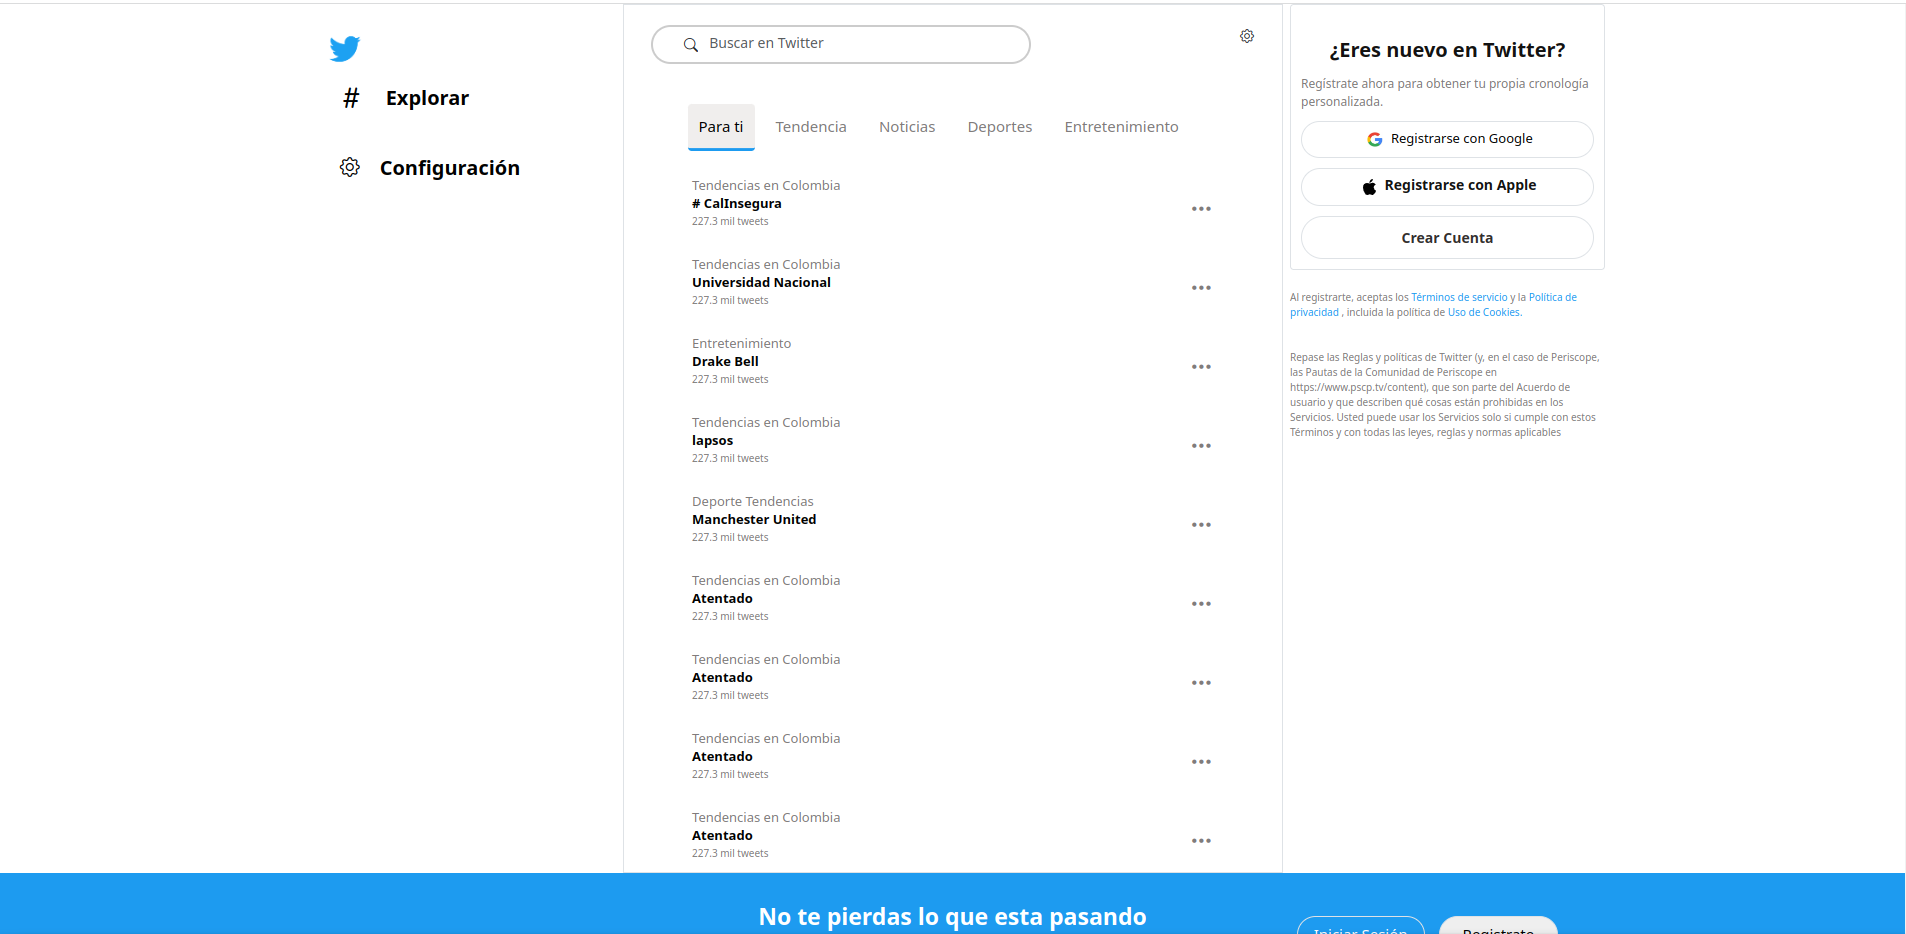 Explorar
Configuración
Buscar en Twitter
Para ti
Tendencia
Noticias
Deportes
Entretenimiento
Tendencias en Colombia
# CalInsegura
227.3 mil tweets
Tendencias en Colombia
Universidad Nacional
227.3 mil tweets
Entretenimiento
Drake Bell
227.3 mil tweets
Tendencias en Colombia
lapsos
227.3 mil tweets
Deporte Tendencias
Manchester United
227.3 mil tweets
Tendencias en Colombia
Atentado
227.3 mil tweets
Tendencias en Colombia
Atentado
227.3 mil tweets
Tendencias en Colombia
Atentado
227.3 mil tweets
Tendencias en Colombia
Atentado
227.3 mil tweets
¿Eres nuevo en Twitter?
Regístrate ahora para obtener tu propia cronología
personalizada.
Registrarse con Google
Registrarse con Apple
Crear Cuenta
Al registrarte, aceptas los Términos de servicio y la Política de
privacidad , incluida la política de Uso de Cookies.
Repase las Reglas y políticas de Twitter (y, en el caso de Periscope,
las Pautas de la Comunidad de Periscope en
https://www.pscp.tv/content), que son parte del Acuerdo de
usuario y que describen qué cosas están prohibidas en los
Servicios. Usted puede usar los Servicios solo si cumple con estos
Términos y con todas las leyes, reglas y normas aplicables
No te pierdas lo que esta pasando
Iniciar Sesión
Registrate